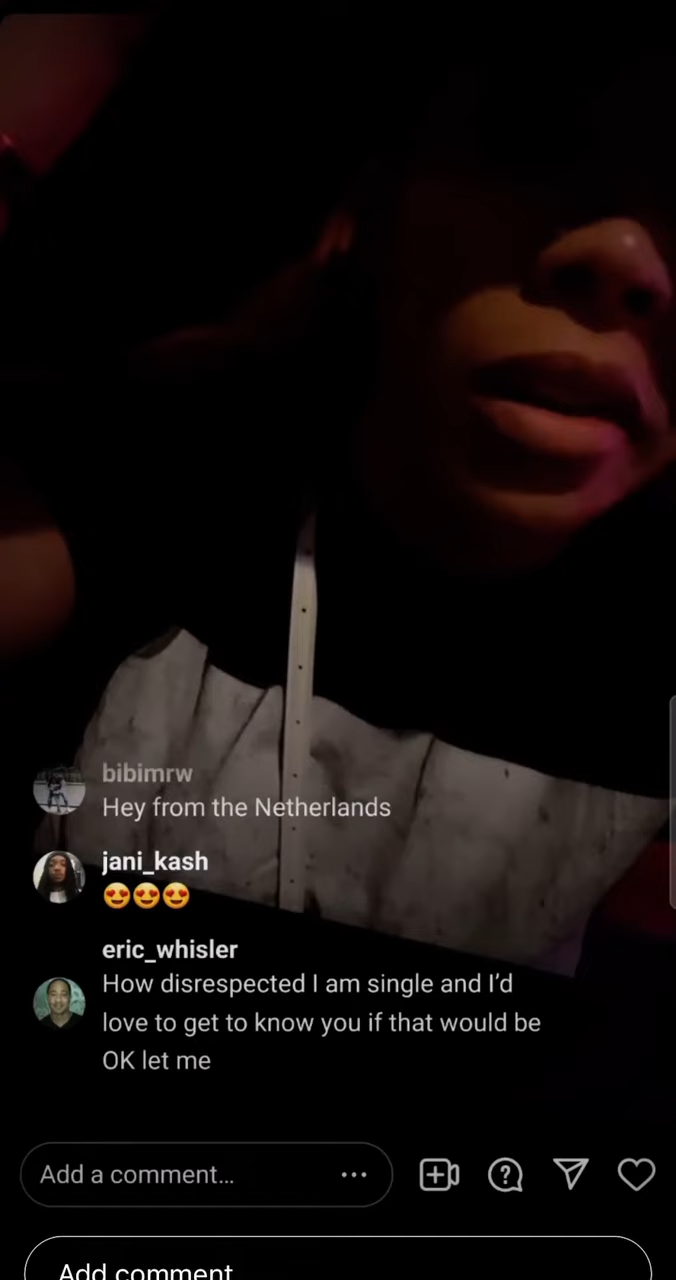 bibimrw
Hey from the Netherlands
jani_kash
😍😍😍
eric_whisler
How disrespected I am single and I’d
love to get to know you if that would be
OK let me
Add a comment...
Add comment